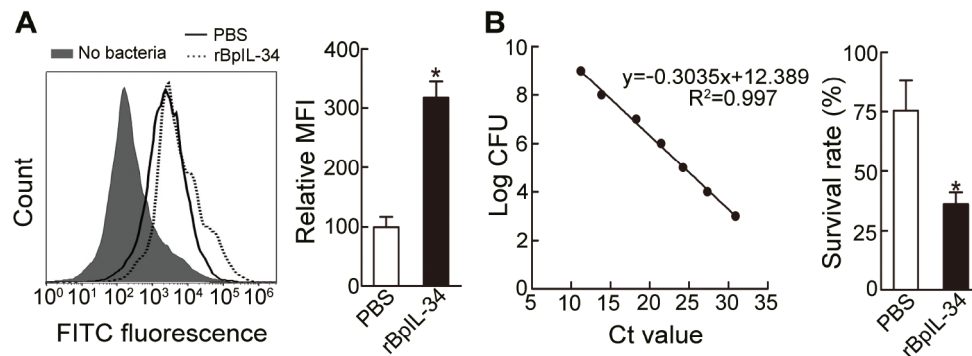 A
No bacteria
PBS
rBpIL-34
Count
10⁰ 10¹ 10² 10³ 10⁴ 10⁵ 10⁶
FITC fluorescence
Relative MFI
400
300
200
100
0
*
PBS
rBpIL-34
B
Log CFU
10
8
6
4
2
0
y=-0.3035x+12.389
R²=0.997
5 10 15 20 25 30 35
Ct value
Survival rate (%)
100
75
50
25
0
*
PBS
rBpIL-34